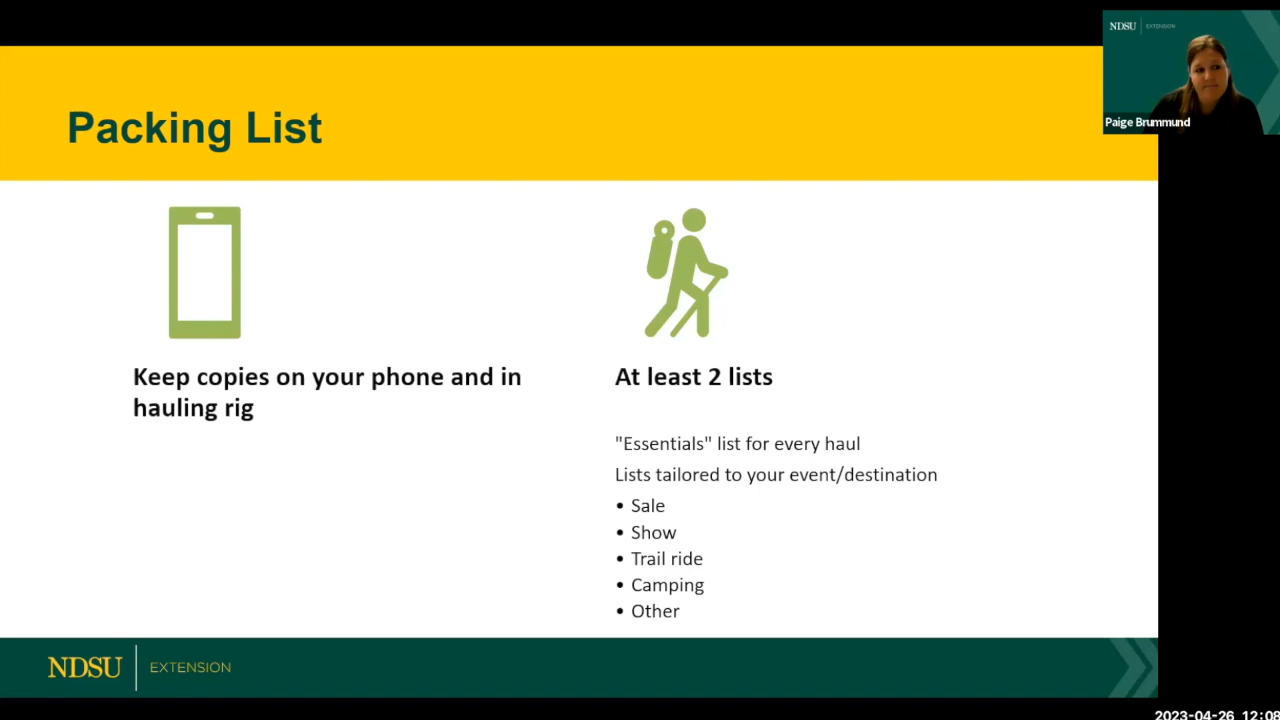 NDSU EXTENSION
Paige Brummund
Packing List
Keep copies on your phone and in
hauling rig
At least 2 lists
"Essentials" list for every haul
Lists tailored to your event/destination
• Sale
• Show
• Trail ride
• Camping
• Other
NDSU EXTENSION
2023-04-26 12:08